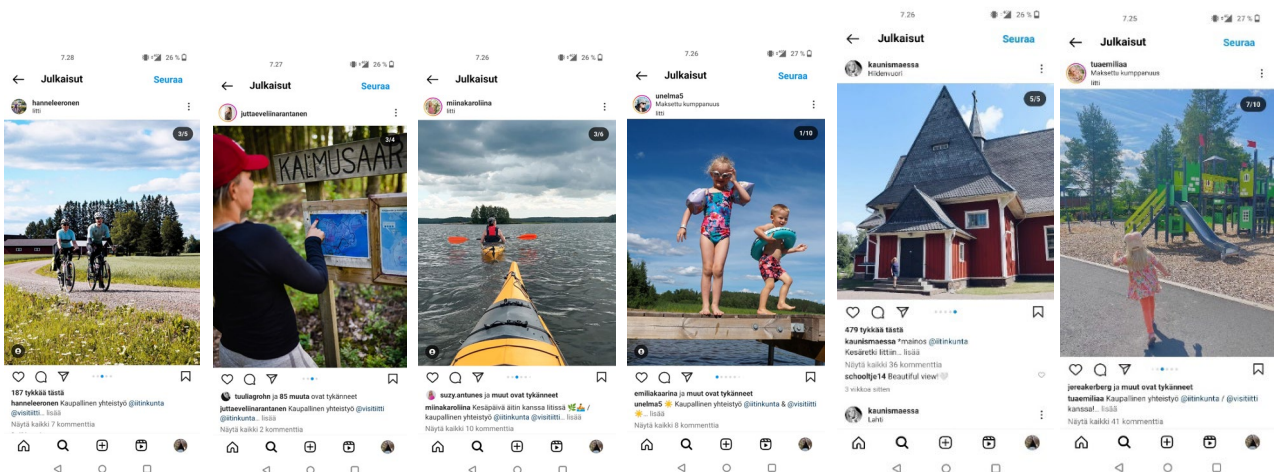 7.28
26 %
Julkaisut
Seuraa
hanneleeronen
Iitti
3/5
187 tykkää tästä
hanneleeronen Kaupallinen yhteistyö @iitinkunta
@visitiitti... lisää
Näytä kaikki 7 kommenttia
7.27
26 %
Julkaisut
Seuraa
juttaeveliinarantanen
3/4
KALMUSAAR
tuuliagrohn ja 85 muuta ovat tykänneet
juttaeveliinarantanen Kaupallinen yhteistyö @visitiitti
@iitinkunta... lisää
Näytä kaikki 2 kommenttia
7.26
26 %
Julkaisut
Seuraa
miinakaroliina
Iitti
3/6
suzy.antunes ja muut ovat tykänneet
miinakaroliina Kesäpäivä äitin kanssa Iitissä 🌿🚣 /
kaupallinen yhteistyö @iitinkunta @visitiitti... lisää
Näytä kaikki 10 kommenttia
7.26
27 %
Julkaisut
Seuraa
unelma5
Maksettu kumppanuus
Iitti
1/10
emiliakaarina ja muut ovat tykänneet
unelma5 ☀️ Kaupallinen yhteistyö @iitinkunta & @visitiitti
☀️... lisää
Näytä kaikki 8 kommenttia
7.26
26 %
Julkaisut
Seuraa
kaunismaessa
Hiidenvuori
5/5
479 tykkää tästä
kaunismaessa *mainos @iitinkunta
Kesäretki Iittiin... lisää
Näytä kaikki 36 kommenttia
schooltje14 Beautiful view!🤍
3 viikkoa sitten
kaunismaessa
Lahti
7.25
27 %
Julkaisut
Seuraa
tuaemiliaa
Maksettu kumppanuus
Iitti
7/10
jereakerberg ja muut ovat tykänneet
tuaemiliaa Kaupallinen yhteistyö @iitinkunta / @visitiitti
kanssa!... lisää
Näytä kaikki 41 kommenttia